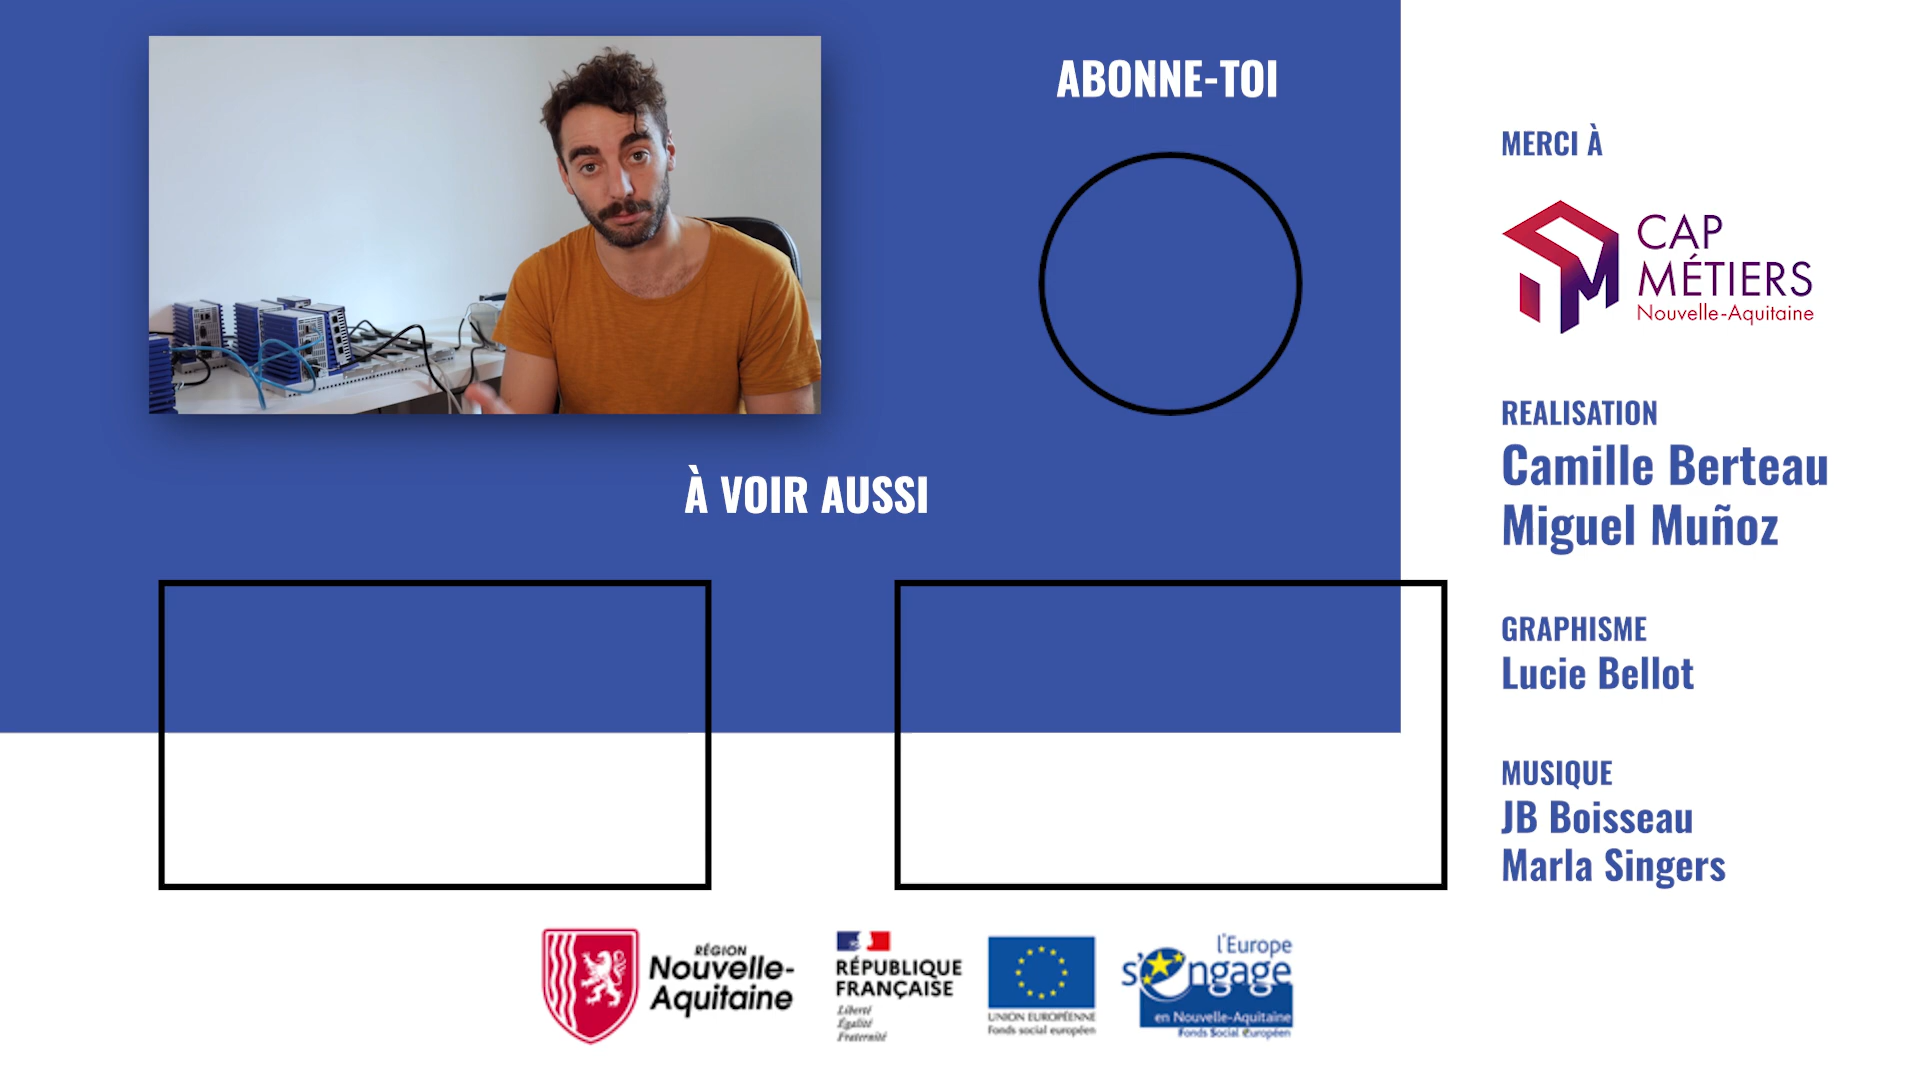 ABONNE-TOI
À VOIR AUSSI
MERCI À
CAP
MÉTIERS
Nouvelle-Aquitaine
REALISATION
Camille Berteau
Miguel Muñoz
GRAPHISME
Lucie Bellot
MUSIQUE
JB Boisseau
Marla Singers
RÉGION
Nouvelle-
Aquitaine
RÉPUBLIQUE
FRANÇAISE
Liberté
Égalité
Fraternité
UNION EUROPÉENNE
Fonds social européen
l'Europe
s'engage
en Nouvelle-Aquitaine
Fonds Social Européen